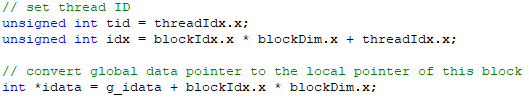 // set thread ID
unsigned int tid = threadIdx.x;
unsigned int idx = blockIdx.x * blockDim.x + threadIdx.x;
// convert global data pointer to the local pointer of this block
int *idata = g_idata + blockIdx.x * blockDim.x;